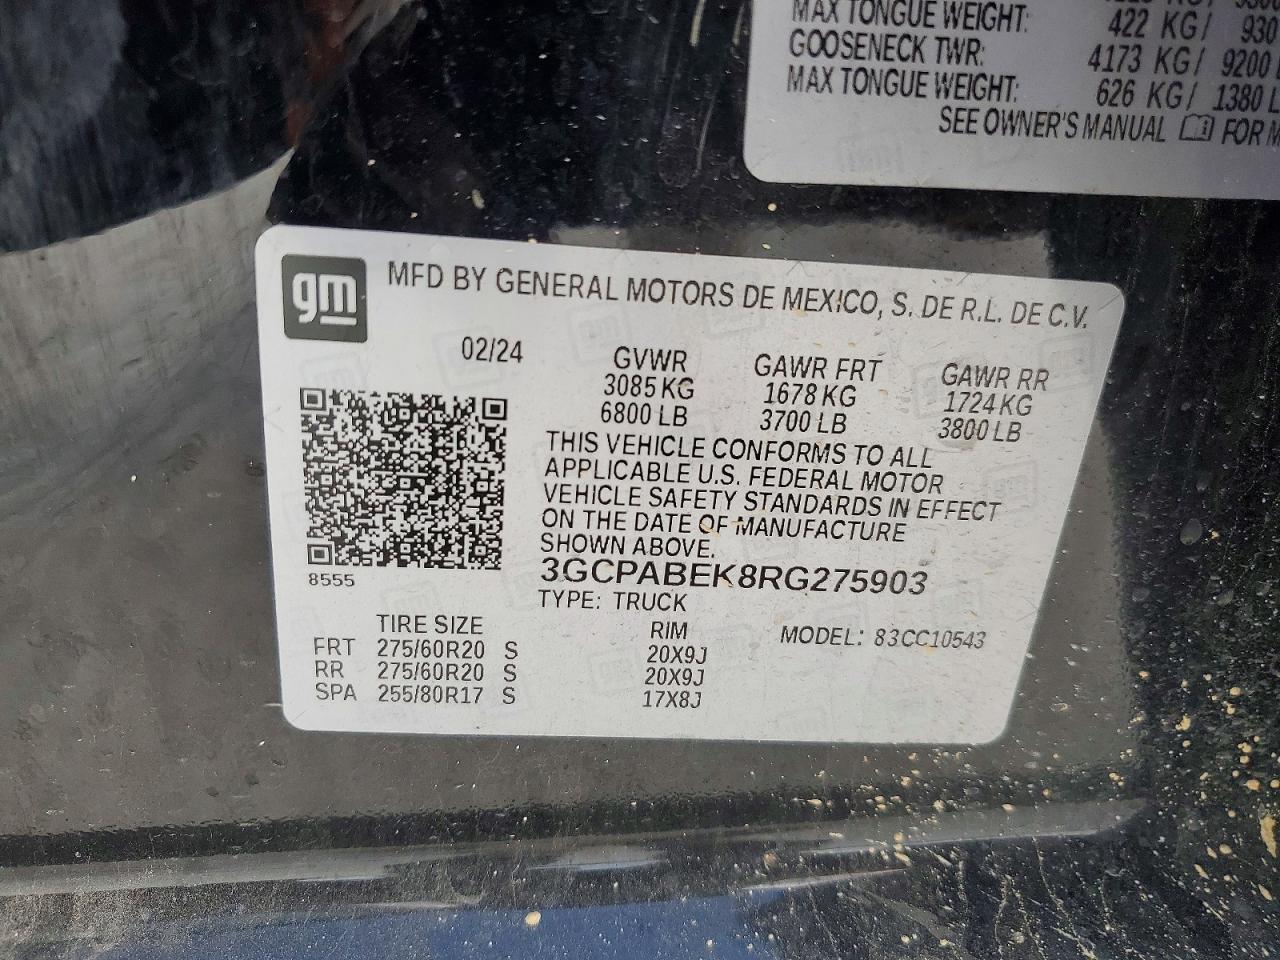 MAX TONGUE WEIGHT: 422 KG/ 930
GOOSENECK TWR: 4173 KG/ 9200
MAX TONGUE WEIGHT: 626 KG/ 1380 L
SEE OWNER'S MANUAL FOR
gm
MFD BY GENERAL MOTORS DE MEXICO, S. DE R.L. DE C.V.
02/24
GVWR GAWR FRT GAWR RR
3085 KG 1678 KG 1724 KG
6800 LB 3700 LB 3800 LB
THIS VEHICLE CONFORMS TO ALL
APPLICABLE U.S. FEDERAL MOTOR
VEHICLE SAFETY STANDARDS IN EFFECT
ON THE DATE OF MANUFACTURE
SHOWN ABOVE.
3GCPABEK8RG275903
8555
TYPE: TRUCK
TIRE SIZE RIM MODEL: 83CC10543
FRT 275/60R20 S 20X9J
RR 275/60R20 S 20X9J
SPA 255/80R17 S 17X8J